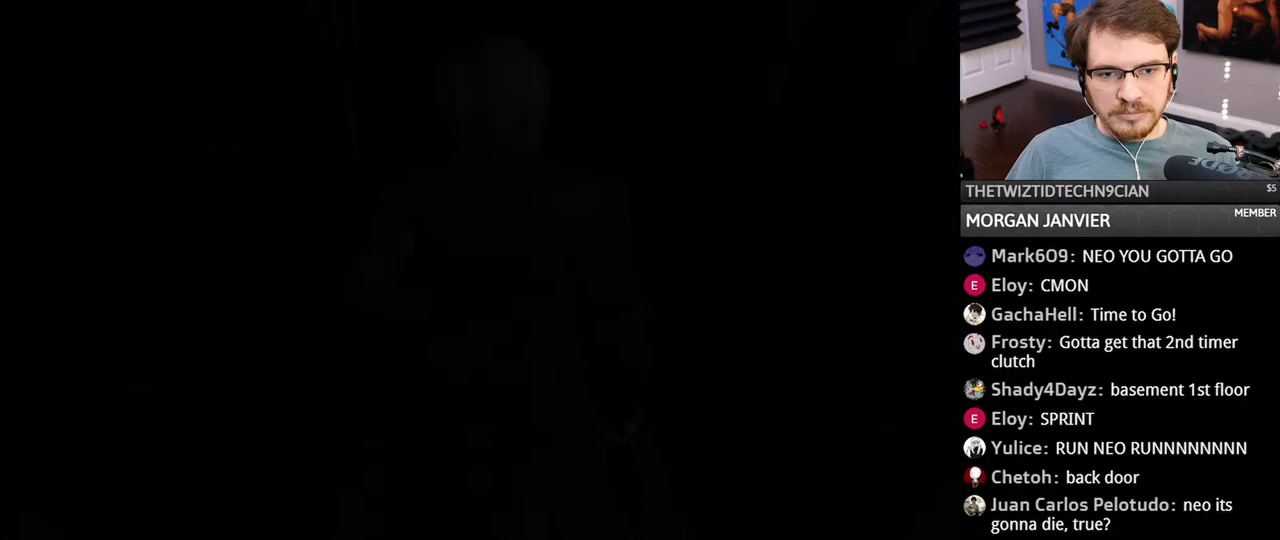 THETWIZTIDTECHN9CIAN $5
MORGAN JANVIER MEMBER
Mark609: NEO YOU GOTTA GO
E Eloy: CMON
GachaHell: Time to Go!
Frosty: Gotta get that 2nd timer
clutch
Shady4Dayz: basement 1st floor
E Eloy: SPRINT
Yulice: RUN NEO RUNNNNNNNN
Chetoh: back door
Juan Carlos Pelotudo: neo its
gonna die, true?
RØDE